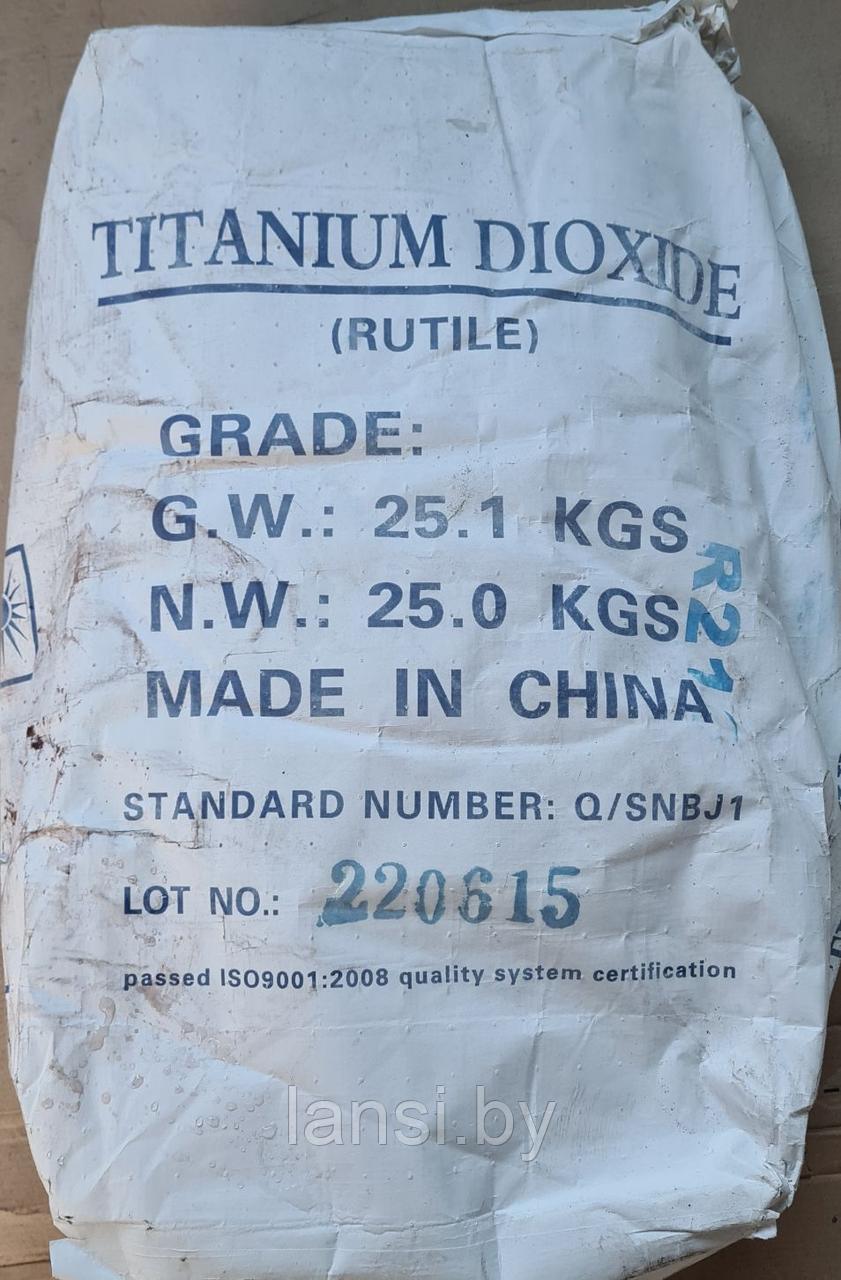 TITANIUM DIOXIDE
(RUTILE)
GRADE:
G.W.: 25.1 KGS
N.W.: 25.0 KGS
R21
MADE IN CHINA
STANDARD NUMBER: Q/SNBJ1
LOT NO.: 220615
passed ISO9001:2008 quality system certification
lansi.by